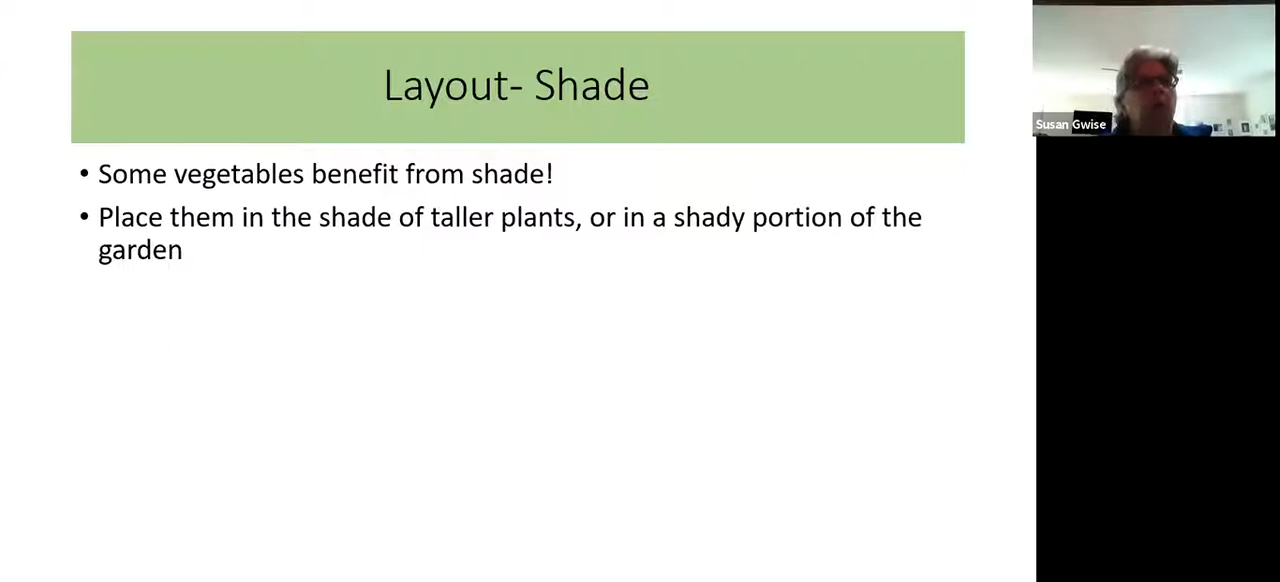 Layout- Shade
• Some vegetables benefit from shade!
• Place them in the shade of taller plants, or in a shady portion of the
garden
Susan Gwise